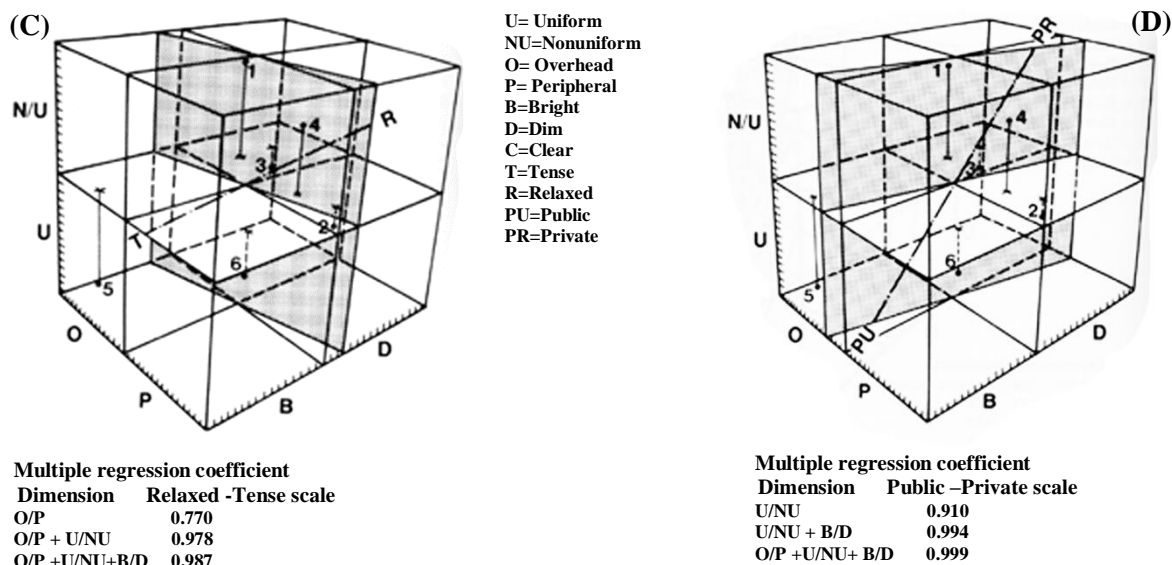 (C)
N/U
U
O
P
B
D
T
R
1
2
3
4
5
6
U= Uniform
NU=Nonuniform
O= Overhead
P= Peripheral
B=Bright
D=Dim
C=Clear
T=Tense
R=Relaxed
PU=Public
PR=Private
(D)
N/U
U
O
P
B
D
PR
PU
1
2
3
4
5
6
Multiple regression coefficient
Dimension Relaxed -Tense scale
O/P 0.770
O/P + U/NU 0.978
O/P +U/NU+B/D 0.987
Multiple regression coefficient
Dimension Public –Private scale
U/NU 0.910
U/NU + B/D 0.994
O/P +U/NU+ B/D 0.999